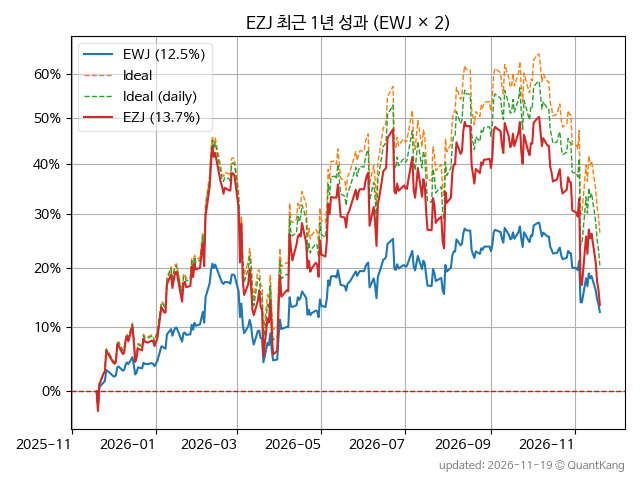 EZJ 최근 1년 성과 (EWJ × 2)
EWJ (12.5%)
Ideal
Ideal (daily)
EZJ (13.7%)
60%
50%
40%
30%
20%
10%
0%
2025-11 2026-01 2026-03 2026-05 2026-07 2026-09 2026-11
updated: 2026-11-19 © QuantKang